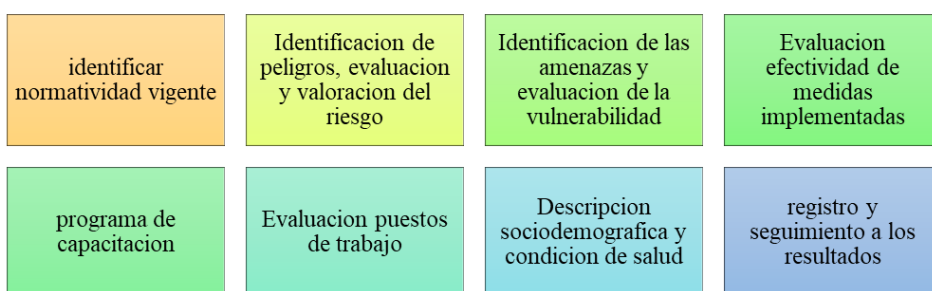 identificar
normatividad vigente
Identificacion de
peligros, evaluacion
y valoracion del
riesgo
Identificacion de las
amenazas y
evaluacion de la
vulnerabilidad
Evaluacion
efectividad de
medidas
implementadas
programa de
capacitacion
Evaluacion puestos
de trabajo
Descripcion
sociodemografica y
condicion de salud
registro y
seguimiento a los
resultados